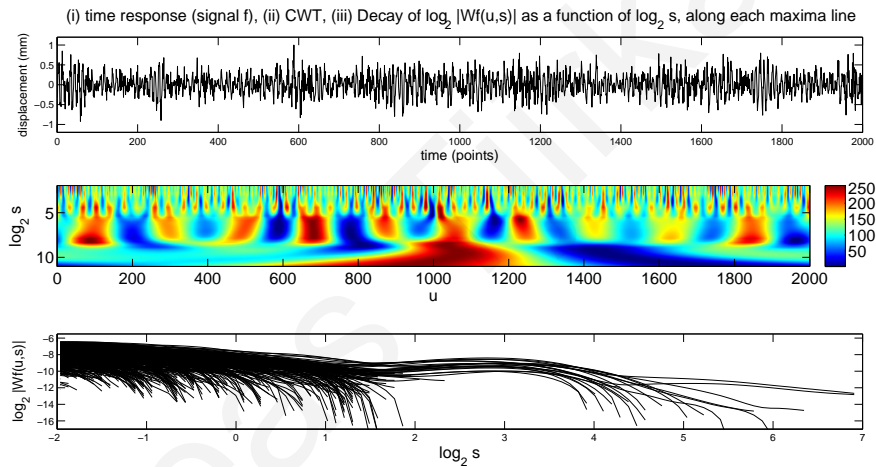 (i) time response (signal f), (ii) CWT, (iii) Decay of log2 |Wf(u,s)| as a function of log2 s, along each maxima line
displacement (mm)
1
0.5
0
−0.5
−1
0 200 400 600 800 1000 1200 1400 1600 1800 2000
time (points)
log2 s
5
10
0 200 400 600 800 1000 1200 1400 1600 1800 2000
u
250
200
150
100
50
log2 |Wf(u,s)|
−6
−8
−10
−12
−14
−16
−2 −1 0 1 2 3 4 5 6 7
log2 s